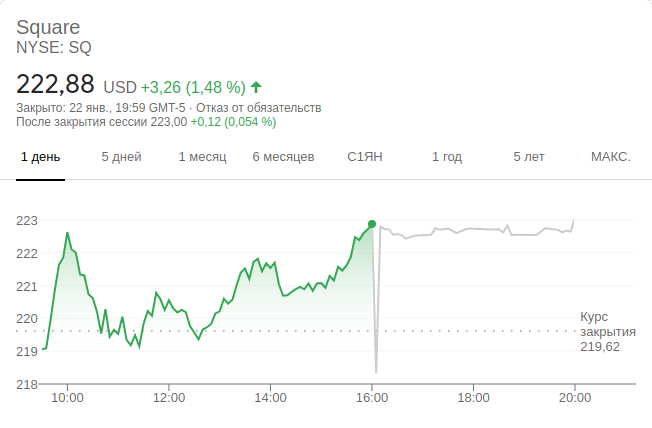 Square
NYSE: SQ
222,88 USD +3,26 (1,48 %)
Закрыто: 22 янв., 19:59 GMT-5 · Отказ от обязательств
После закрытия сессии 223,00 +0,12 (0,054 %)
1 день 5 дней 1 месяц 6 месяцев С1ЯН 1 год 5 лет МАКС.
223
222
221
220
219
218
Курс
закрытия
219,62
10:00 12:00 14:00 16:00 18:00 20:00